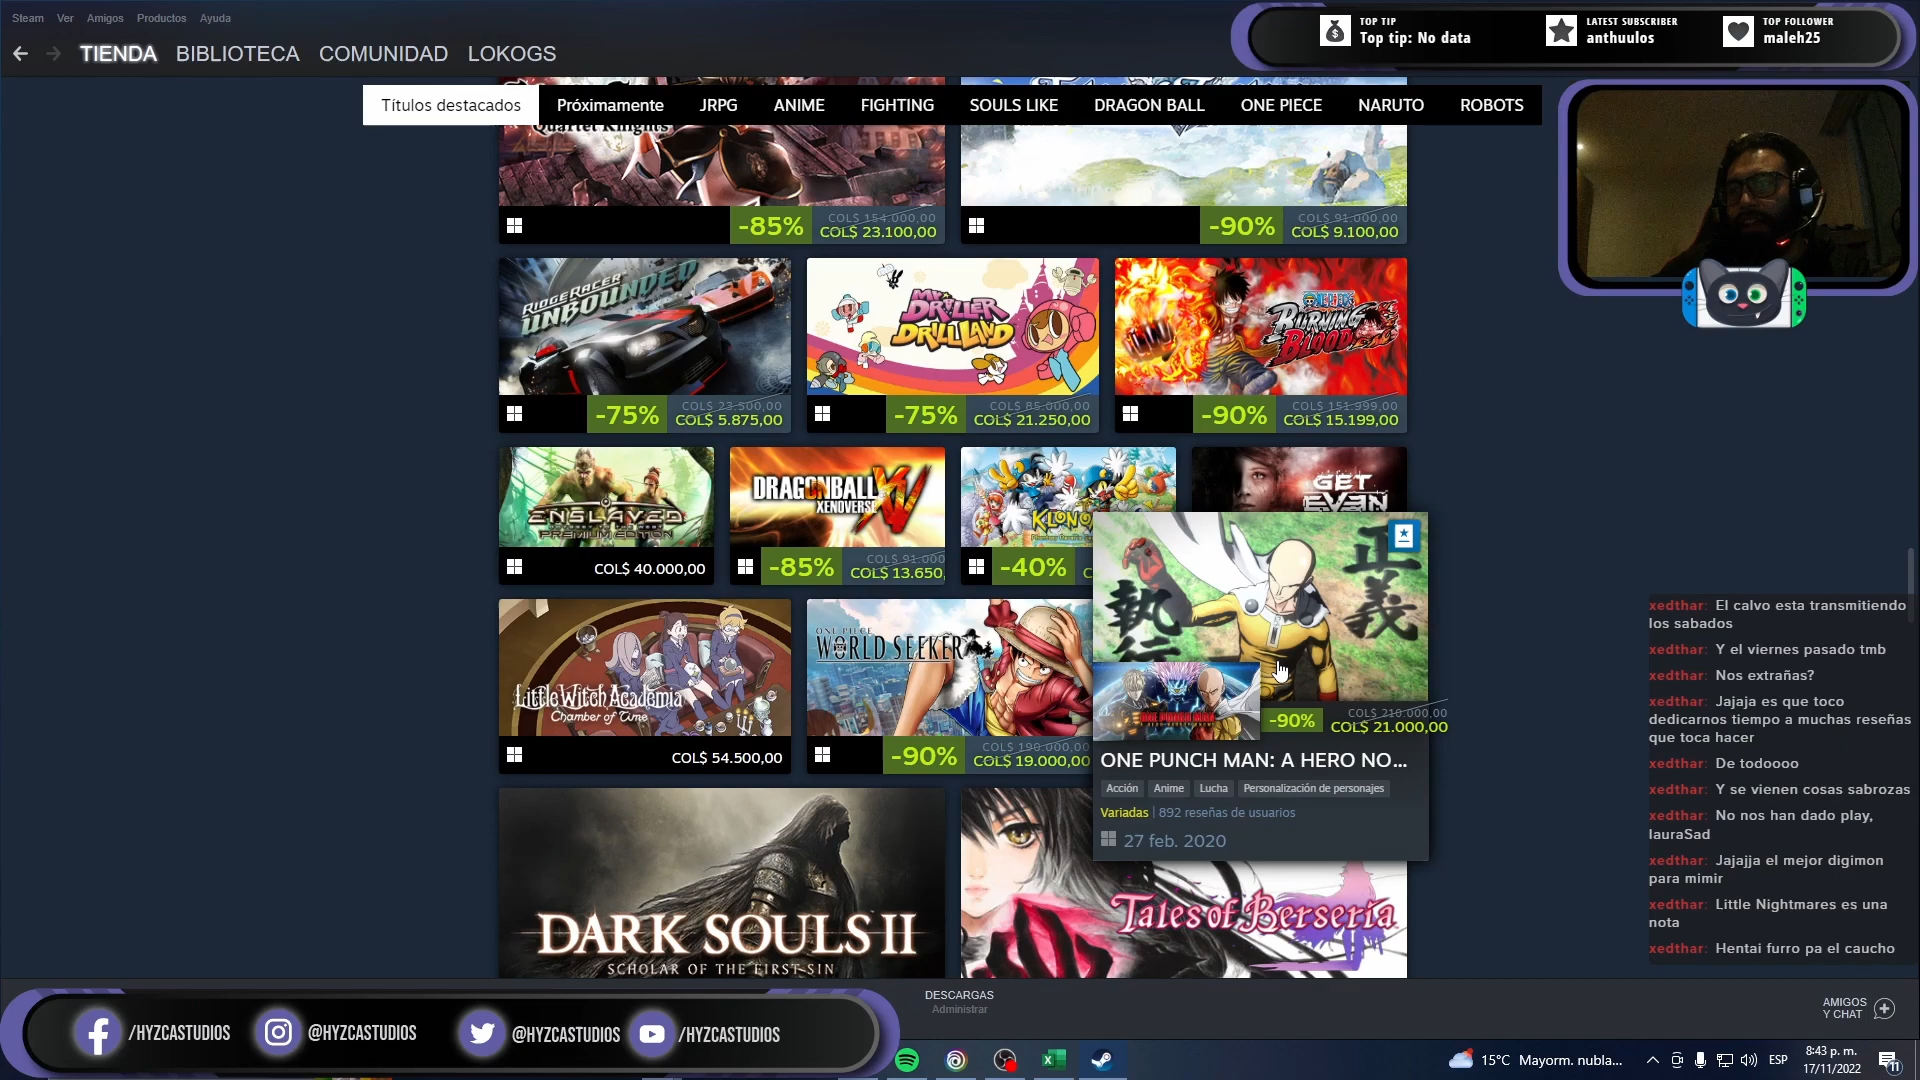 Steam Ver Amigos Productos Ayuda
TIENDA BIBLIOTECA COMUNIDAD LOKOGS
TOP TIP
Top tip: No data
LATEST SUBSCRIBER
anthuulos
TOP FOLLOWER
maleh25
Títulos destacados Próximamente JRPG ANIME FIGHTING SOULS LIKE DRAGON BALL ONE PIECE NARUTO ROBOTS
Quartet Knights
-85% COL$ 154.000,00
COL$ 23.100,00
-90% COL$ 91.000,00
COL$ 9.100,00
RIDGE RACER
UNBOUNDED
-75% COL$ 23.500,00
COL$ 5.875,00
MR. DRILLER
DRILLLAND
-75% COL$ 85.000,00
COL$ 21.250,00
ONE PIECE
BURNING
BLOOD
-90% COL$ 151.999,00
COL$ 15.199,00
ENSLAVED
PREMIUM EDITION
COL$ 40.000,00
DRAGONBALL XV
XENOVERSE
-85% COL$ 91.000
COL$ 13.650,
KLONO
-40%
GET
EVEN
LITTLE WITCH ACADEMIA
Chamber of Time
COL$ 54.500,00
ONE PIECE
WORLD SEEKER
-90% COL$ 190.000,00
COL$ 19.000,00
正義
執行
ONE PUNCH MAN
-90% COL$ 210.000,00
COL$ 21.000,00
ONE PUNCH MAN: A HERO NO...
Acción Anime Lucha Personalización de personajes
Variadas | 892 reseñas de usuarios
27 feb. 2020
DARK SOULS II
SCHOLAR OF THE FIRST SIN
Tales of Berseria
xedthar: El calvo esta transmitiendo
los sabados
xedthar: Y el viernes pasado tmb
xedthar: Nos extrañas?
xedthar: Jajaja es que toco
dedicarnos tiempo a muchas reseñas
que toca hacer
xedthar: De todoooo
xedthar: Y se vienen cosas sabrozas
xedthar: No nos han dado play,
lauraSad
xedthar: Jajajja el mejor digimon
para mimir
xedthar: Little Nightmares es una
nota
xedthar: Hentai furro pa el caucho
DESCARGAS
Administrar
AMIGOS
Y CHAT
/HYZCASTUDIOS @HYZCASTUDIOS @HYZCASTUDIOS /HYZCASTUDIOS
15°C Mayorm. nubla... ESP
8:43 p. m.
17/11/2022
11